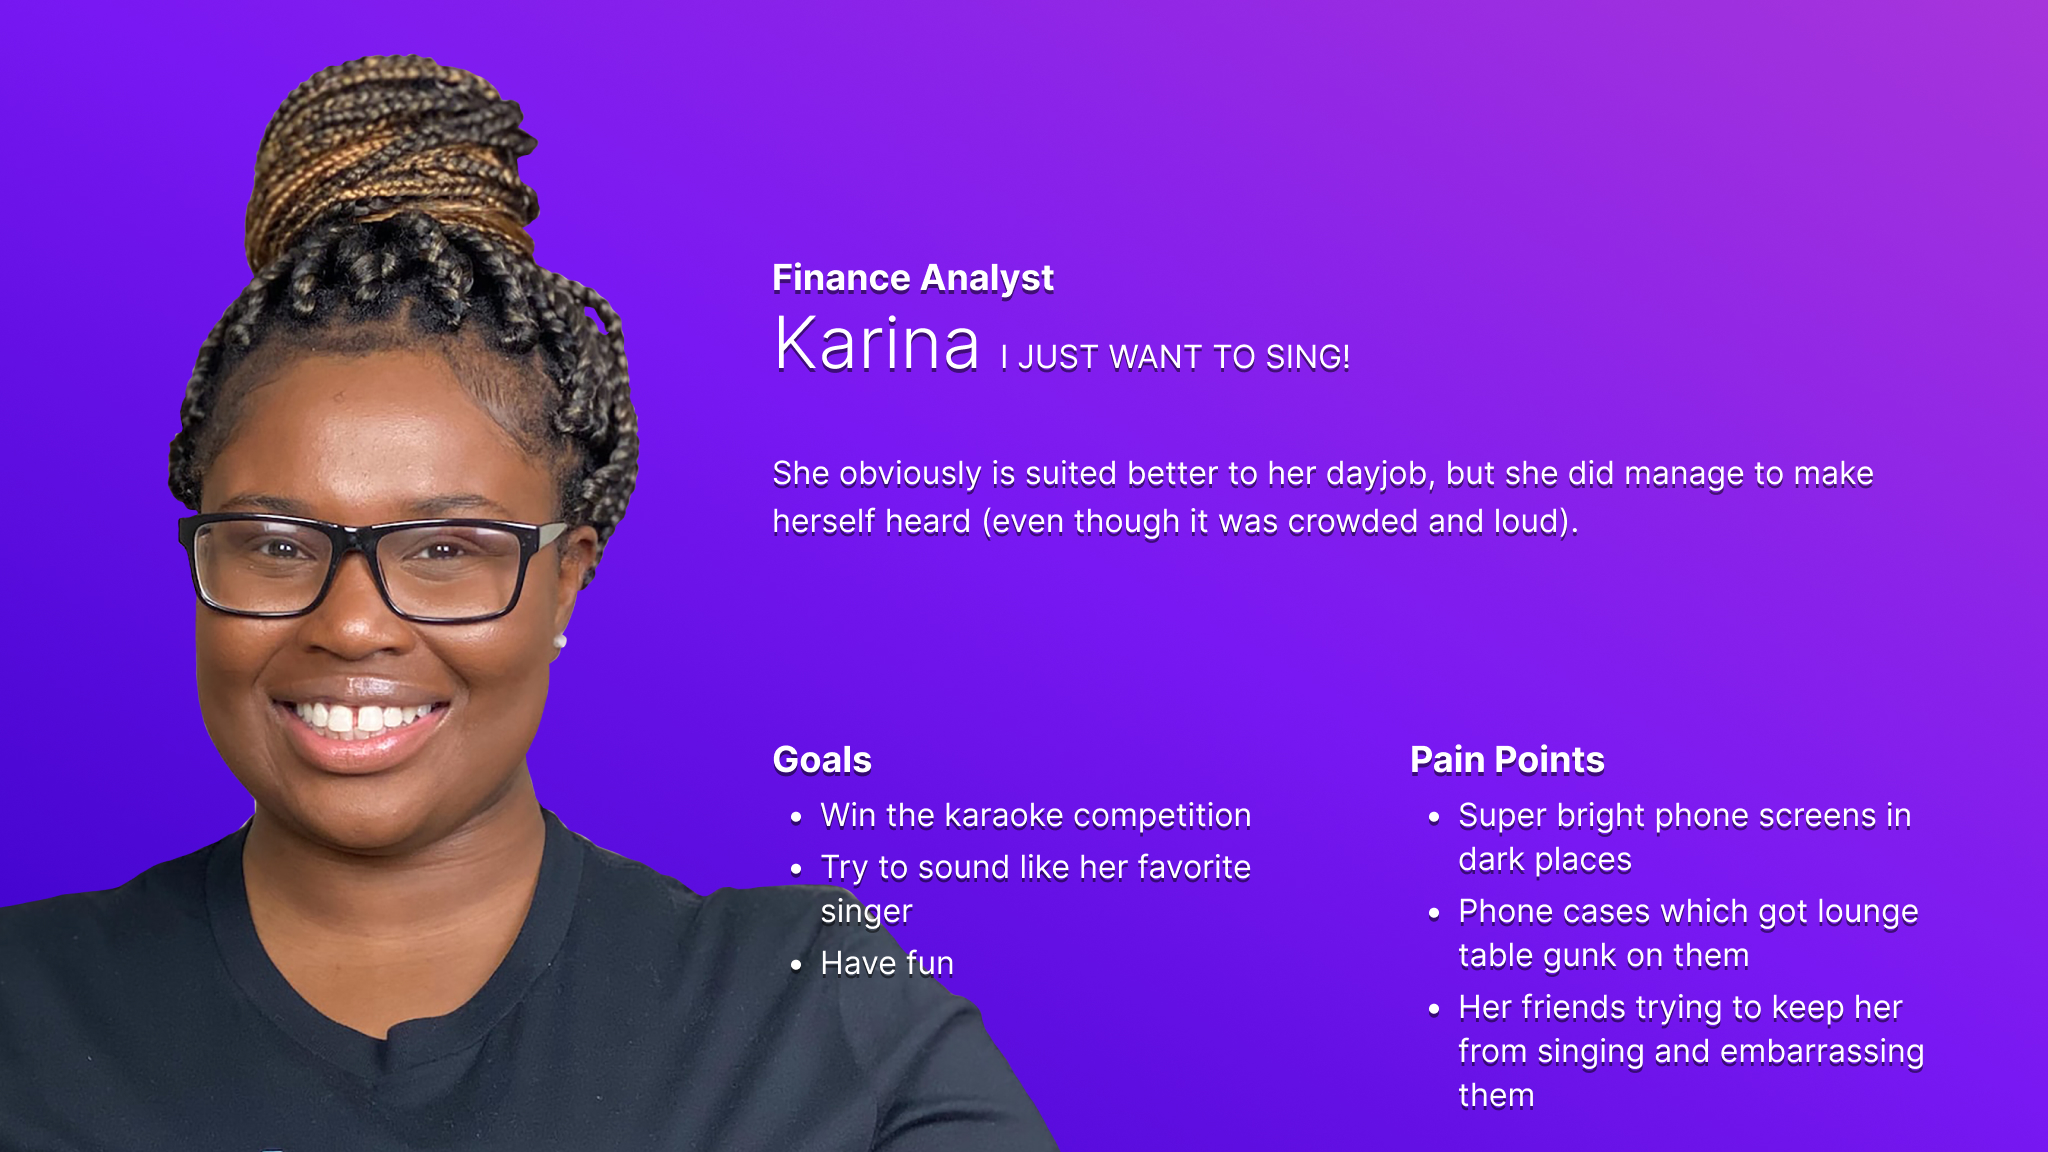 Finance Analyst
Karina I JUST WANT TO SING!
She obviously is suited better to her dayjob, but she did manage to make
herself heard (even though it was crowded and loud).
Goals
• Win the karaoke competition
• Try to sound like her favorite
singer
• Have fun
Pain Points
• Super bright phone screens in
dark places
• Phone cases which got lounge
table gunk on them
• Her friends trying to keep her
from singing and embarrassing
them